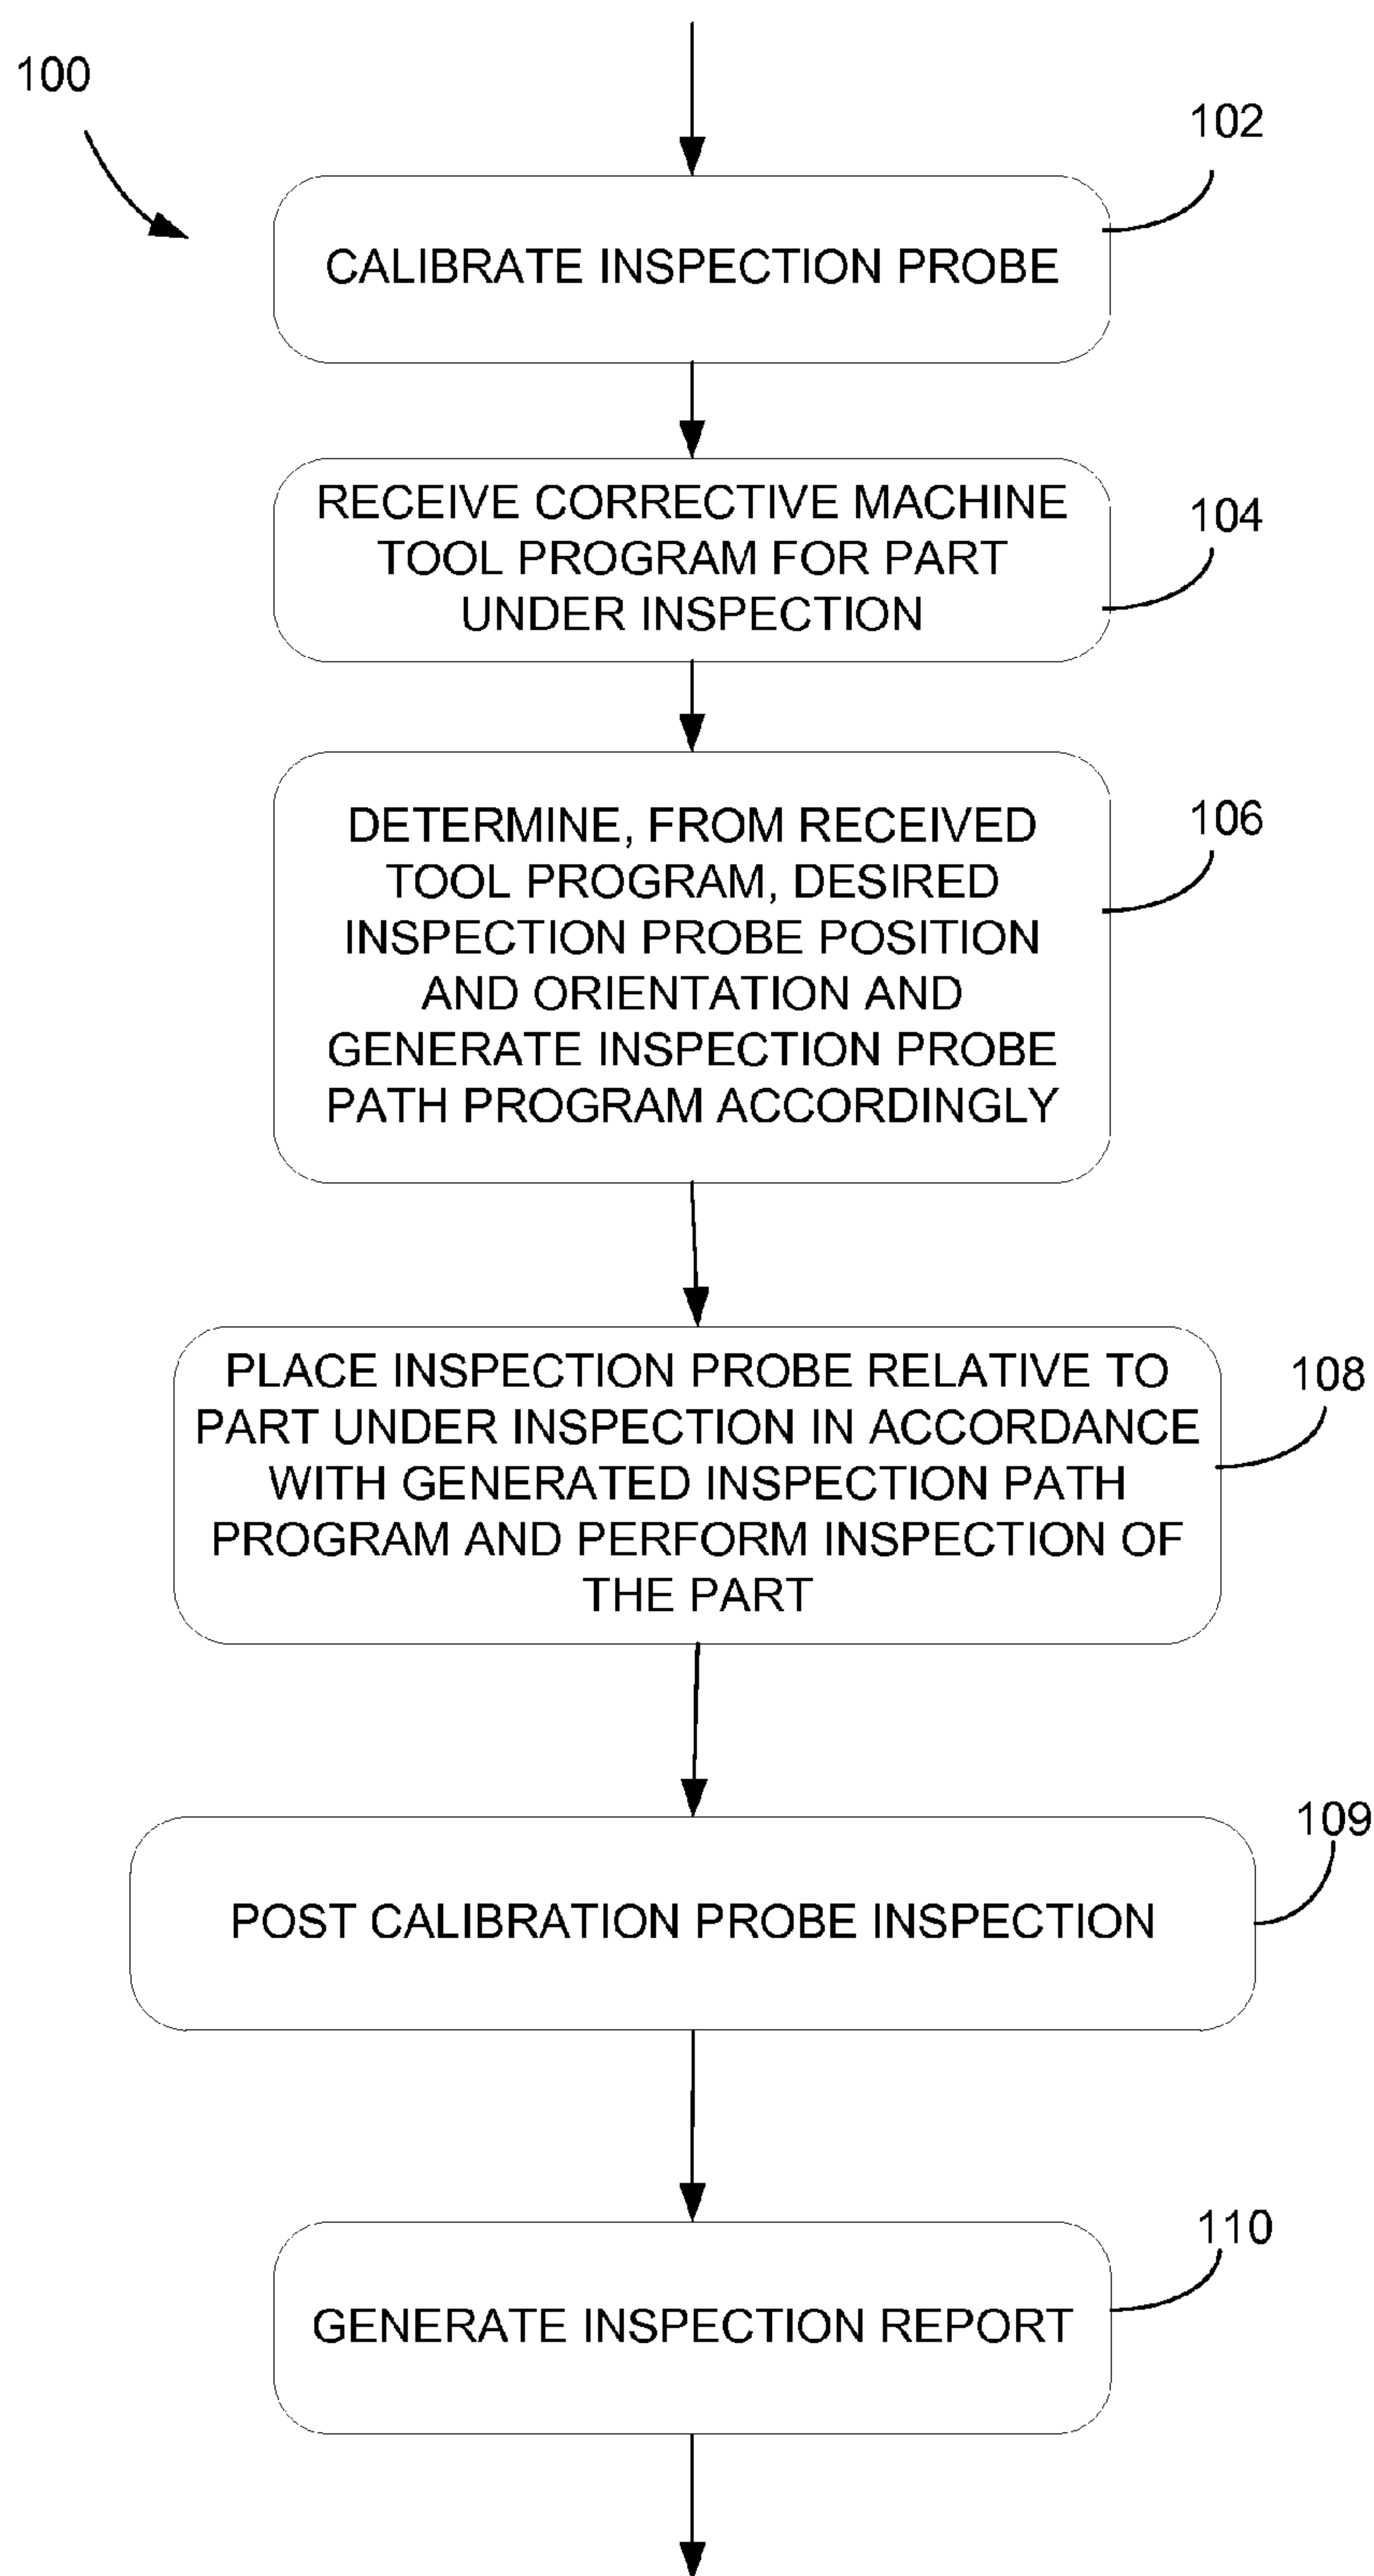 100
102
CALIBRATE INSPECTION PROBE
RECEIVE CORRECTIVE MACHINE
TOOL PROGRAM FOR PART
UNDER INSPECTION
104
DETERMINE, FROM RECEIVED
TOOL PROGRAM, DESIRED
INSPECTION PROBE POSITION
AND ORIENTATION AND
GENERATE INSPECTION PROBE
PATH PROGRAM ACCORDINGLY
106
PLACE INSPECTION PROBE RELATIVE TO
PART UNDER INSPECTION IN ACCORDANCE
WITH GENERATED INSPECTION PATH
PROGRAM AND PERFORM INSPECTION OF
THE PART
108
109
POST CALIBRATION PROBE INSPECTION
110
GENERATE INSPECTION REPORT